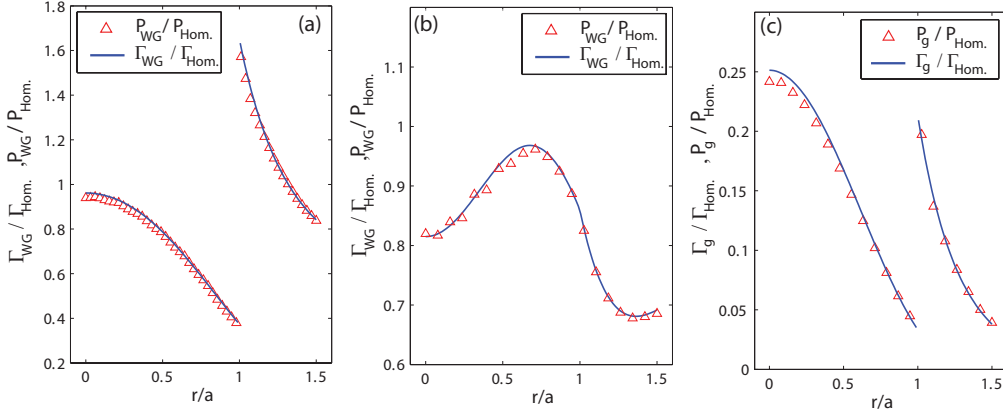 (a)
P_WG / P_Hom.
Γ_WG / Γ_Hom.
Γ_WG / Γ_Hom. , P_WG / P_Hom.
1.8
1.6
1.4
1.2
1
0.8
0.6
0.4
0.2
0
0.5
1
1.5
r/a
(b)
P_WG / P_Hom.
Γ_WG / Γ_Hom.
Γ_WG / Γ_Hom. , P_WG / P_Hom.
1.1
1
0.9
0.8
0.7
0.6
0
0.5
1
1.5
r/a
(c)
P_g / P_Hom.
Γ_g / Γ_Hom.
Γ_g / Γ_Hom. , P_g / P_Hom.
0.25
0.2
0.15
0.1
0.05
0
0
0.5
1
1.5
r/a